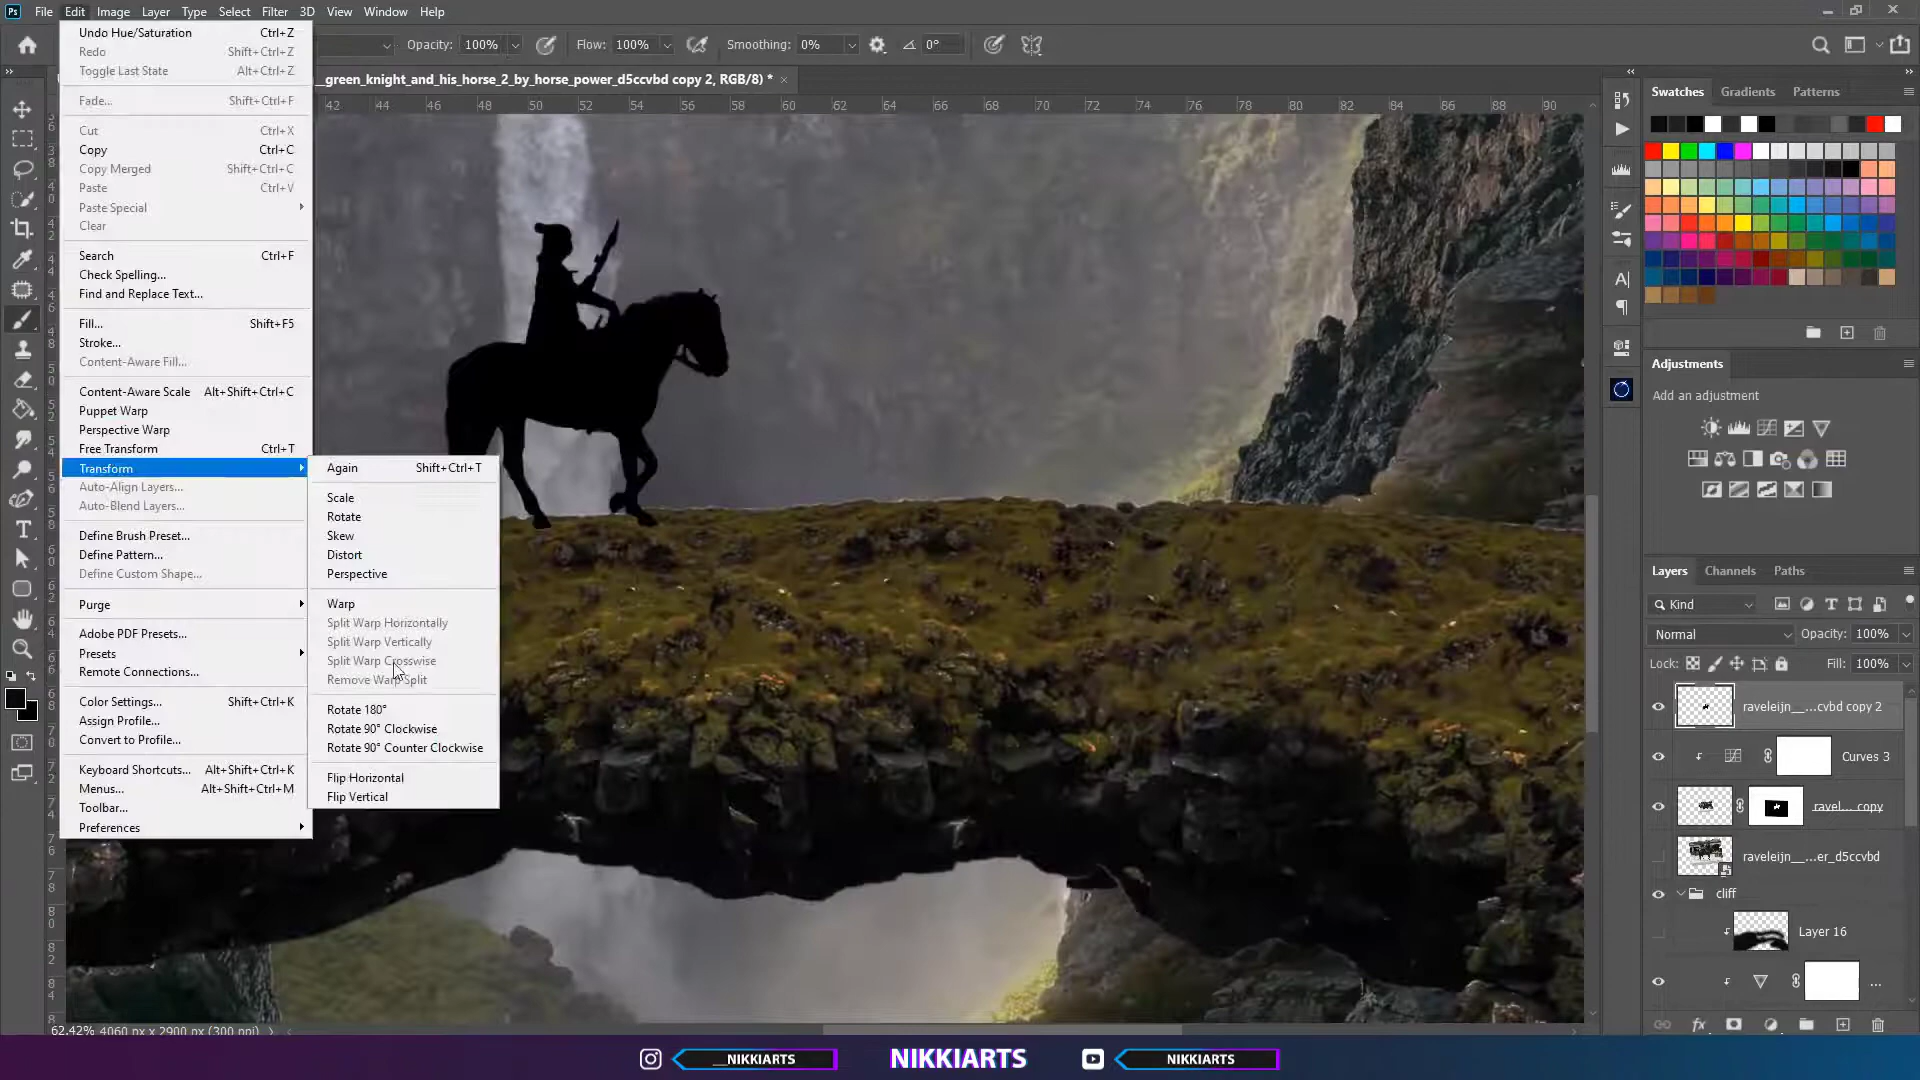 Ps File Edit Image Layer Type Select Filter 3D View Window Help
Opacity: 100% Flow: 100% Smoothing: 0% 0°
_green_knight_and_his_horse_2_by_horse_power_d5ccvbd copy 2, RGB/8) *
42 44 46 48 50 52 54 56 58 60 62 64 66 68 70 72 74 76 78 80 82 84 86 88 90
Undo Hue/Saturation Ctrl+Z
Redo Shift+Ctrl+Z
Toggle Last State Alt+Ctrl+Z
Fade... Shift+Ctrl+F
Cut Ctrl+X
Copy Ctrl+C
Copy Merged Shift+Ctrl+C
Paste Ctrl+V
Paste Special
Clear
Search Ctrl+F
Check Spelling...
Find and Replace Text...
Fill... Shift+F5
Stroke...
Content-Aware Fill...
Content-Aware Scale Alt+Shift+Ctrl+C
Puppet Warp
Perspective Warp
Free Transform Ctrl+T
Transform
Auto-Align Layers...
Auto-Blend Layers...
Define Brush Preset...
Define Pattern...
Define Custom Shape...
Purge
Adobe PDF Presets...
Presets
Remote Connections...
Color Settings... Shift+Ctrl+K
Assign Profile...
Convert to Profile...
Keyboard Shortcuts... Alt+Shift+Ctrl+K
Menus... Alt+Shift+Ctrl+M
Toolbar...
Preferences
Again Shift+Ctrl+T
Scale
Rotate
Skew
Distort
Perspective
Warp
Split Warp Horizontally
Split Warp Vertically
Split Warp Crosswise
Remove Warp Split
Rotate 180°
Rotate 90° Clockwise
Rotate 90° Counter Clockwise
Flip Horizontal
Flip Vertical
Swatches Gradients Patterns
Adjustments
Add an adjustment
Layers Channels Paths
Kind
Normal Opacity: 100%
Lock: Fill: 100%
raveleijn__...cvbd copy 2
Curves 3
ravel... copy
raveleijn__...er_d5ccvbd
cliff
Layer 16
...
62.42% 4060 px x 2900 px (300 ppi)
__NIKKIARTS NIKKIARTS NIKKIARTS